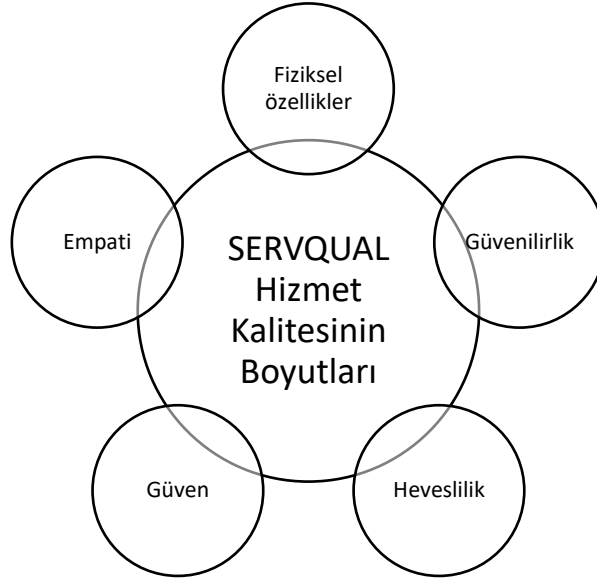 Fiziksel
özellikler
Empati
SERVQUAL
Hizmet
Kalitesinin
Boyutları
Güvenilirlik
Güven
Heveslilik